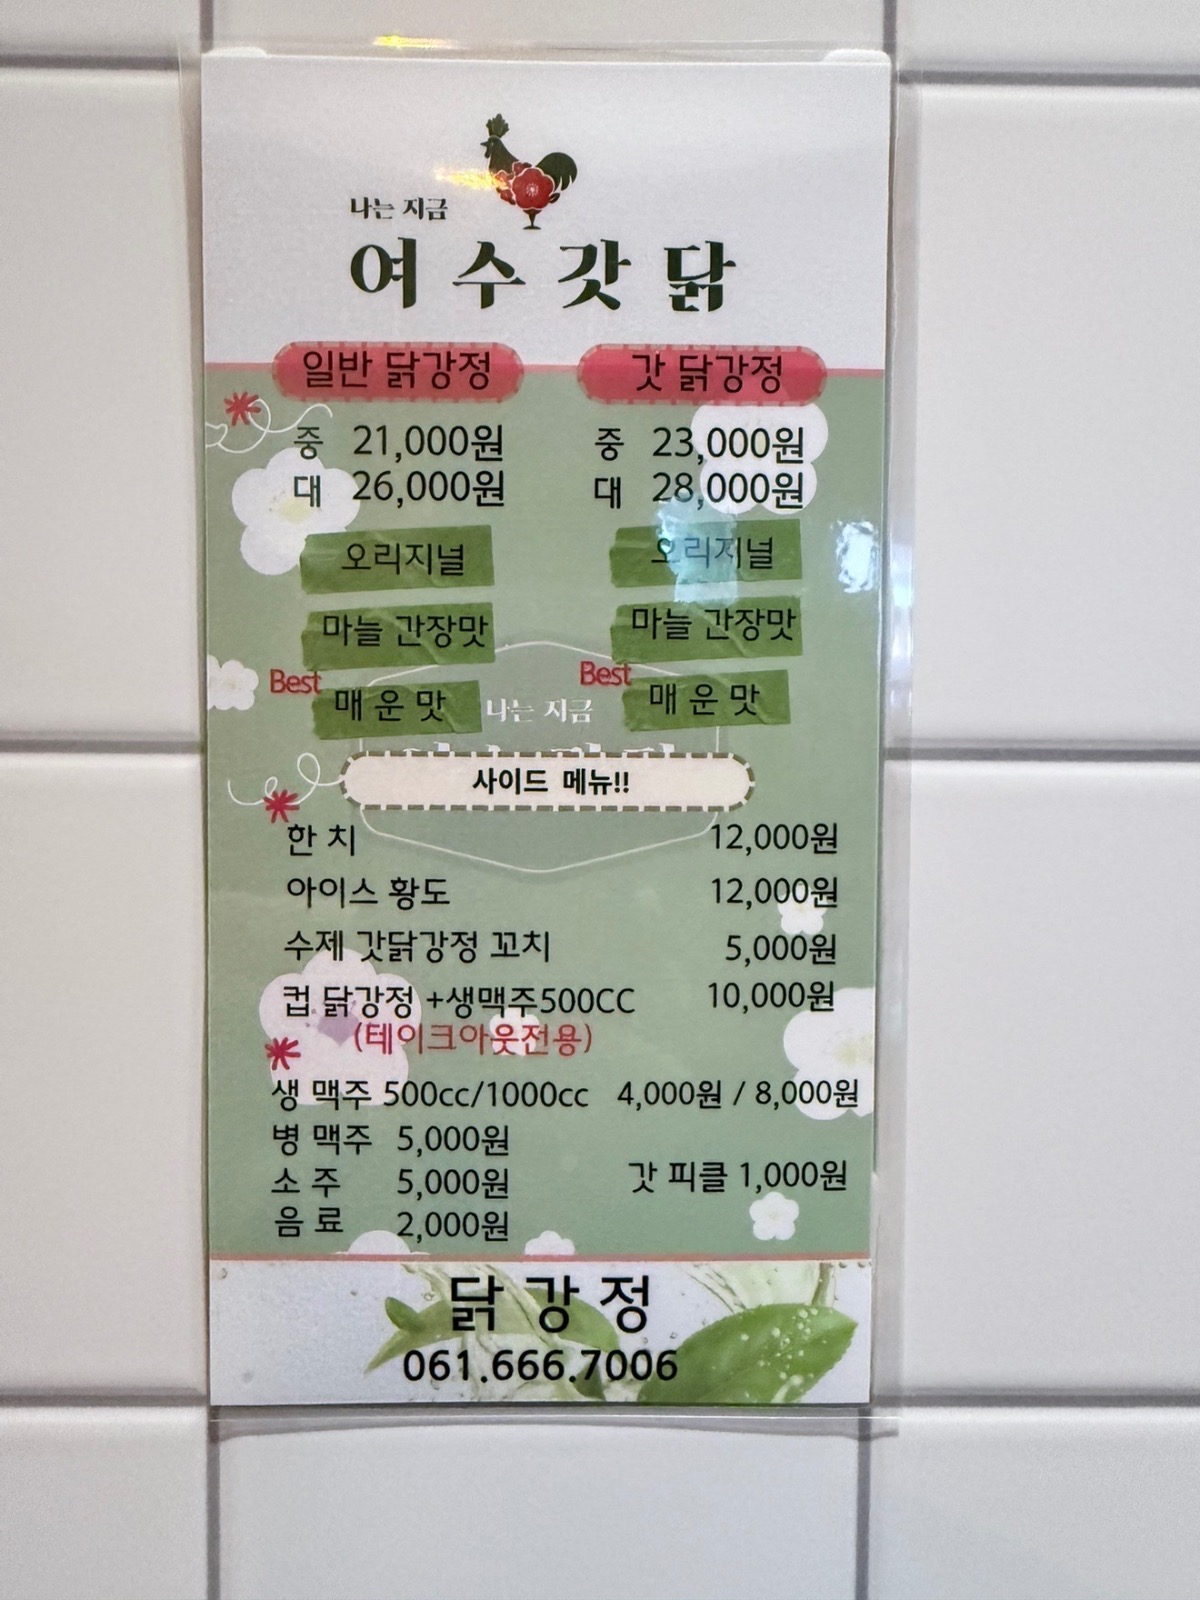 나는 지금
여수갓닭
일반 닭강정
중 21,000원
대 26,000원
오리지널
마늘 간장맛
Best 매운맛
갓 닭강정
중 23,000원
대 28,000원
오리지널
마늘 간장맛
Best 매운맛
나는 지금
사이드 메뉴!!
한치 12,000원
아이스 황도 12,000원
수제 갓닭강정 꼬치 5,000원
컵 닭강정 +생맥주500CC 10,000원
(테이크아웃전용)
생 맥주 500cc/1000cc 4,000원 / 8,000원
병 맥주 5,000원
소주 5,000원
음료 2,000원
갓 피클 1,000원
닭강정
061.666.7006